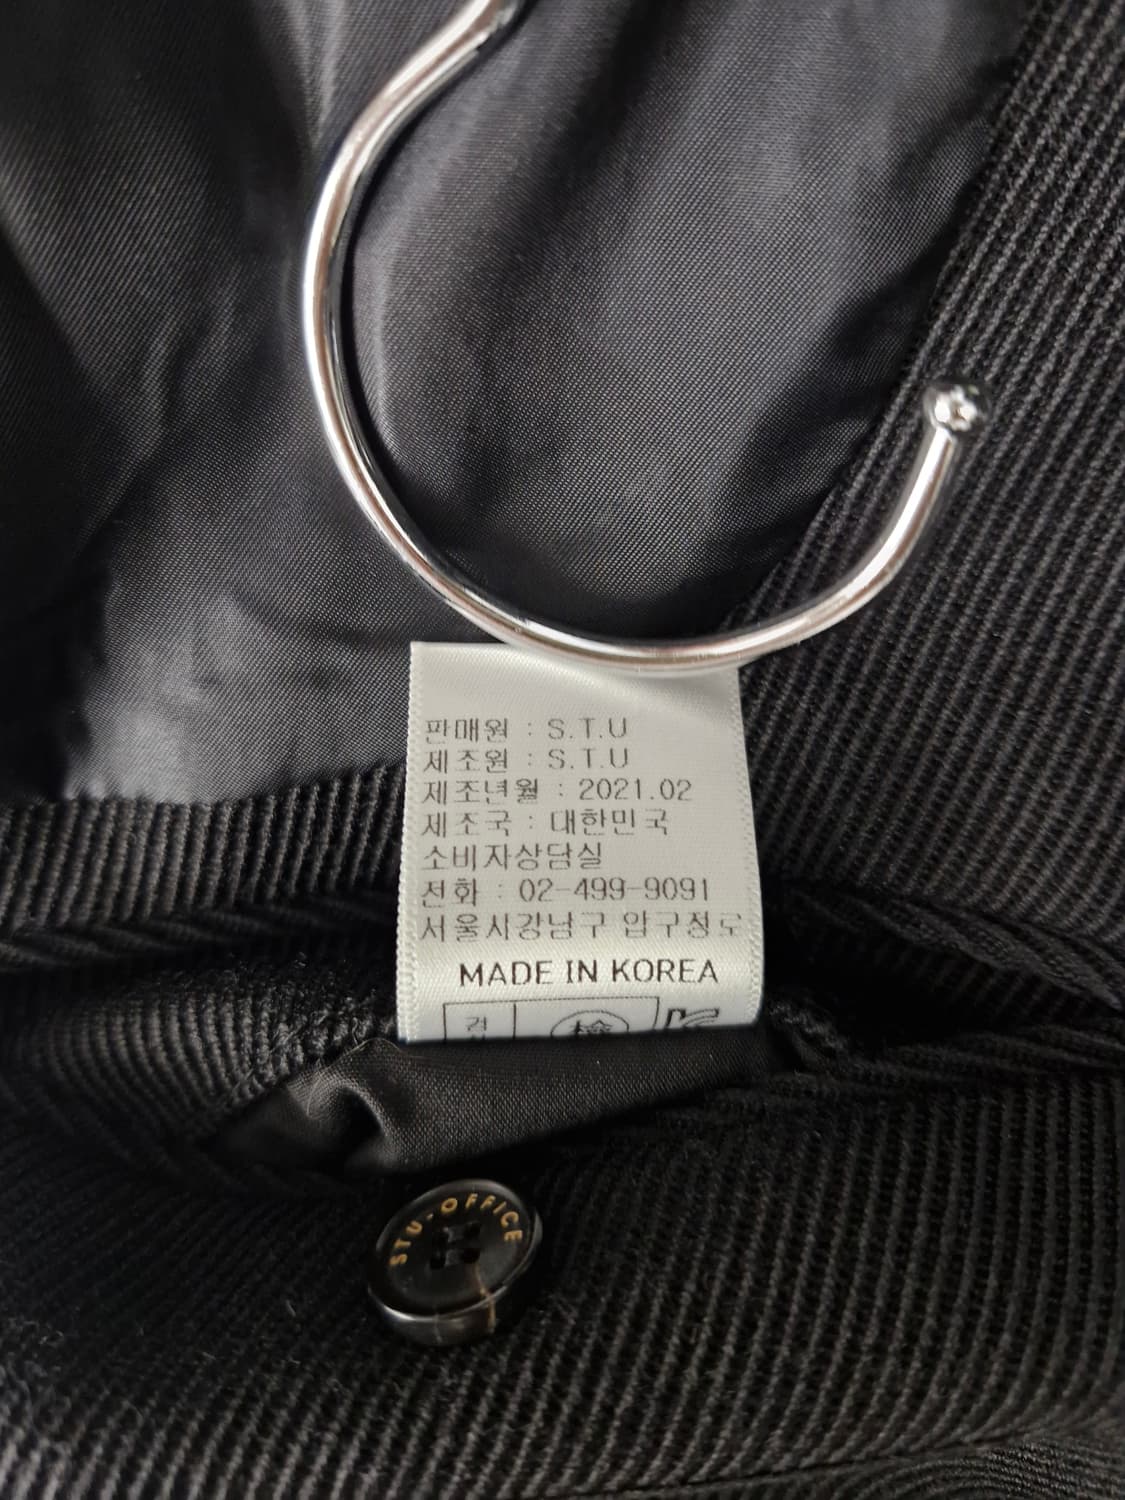 판매원 : S.T.U
제조원 : S.T.U
제조년월 : 2021.02
제조국 : 대한민국
소비자상담실
전화 : 02-499-9091
서울시강남구 압구정로
MADE IN KOREA
檢
STU-OFFICE